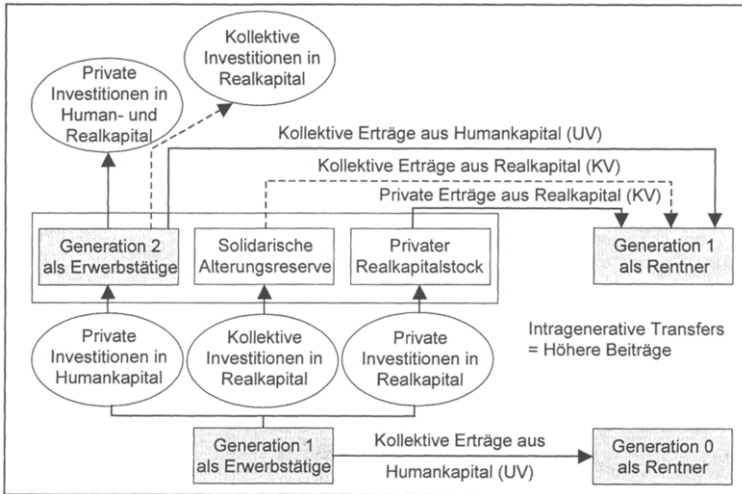 Kollektive
Investitionen in
Realkapital
Private
Investitionen in
Human- und
Realkapital
Kollektive Erträge aus Humankapital (UV)
Kollektive Erträge aus Realkapital (KV)
Private Erträge aus Realkapital (KV)
Generation 2
als Erwerbstätige
Solidarische
Alterungsreserve
Privater
Realkapitalstock
Generation 1
als Rentner
Private
Investitionen in
Humankapital
Kollektive
Investitionen in
Realkapital
Private
Investitionen in
Realkapital
Intragenerative Transfers
= Höhere Beiträge
Generation 1
als Erwerbstätige
Kollektive Erträge aus
Humankapital (UV)
Generation 0
als Rentner